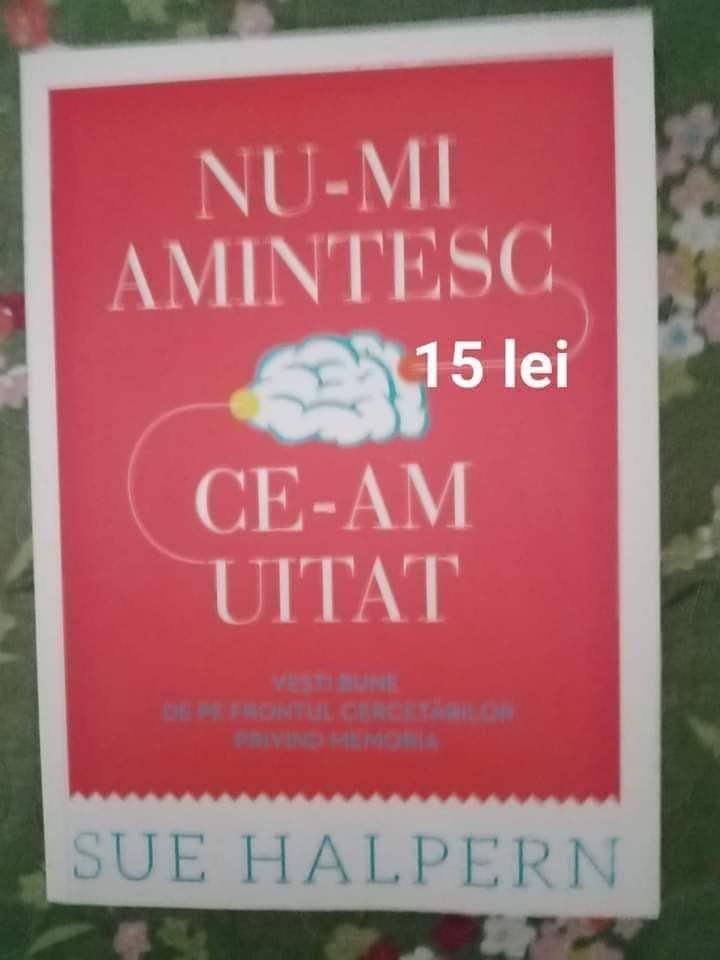 NU-MI
AMINTESC
15 lei
CE-AM
UITAT
VEȘTI BUNE
DE PE FRONTUL CERCETĂRILOR
PRIVIND MEMORIA
SUE HALPERN